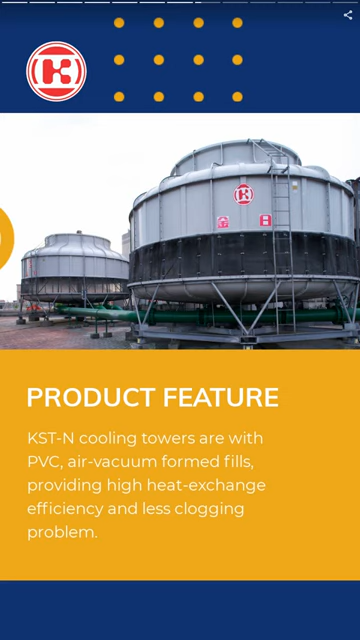 PRODUCT FEATURE
KST-N cooling towers are with
PVC, air-vacuum formed fills,
providing high heat-exchange
efficiency and less clogging
problem.